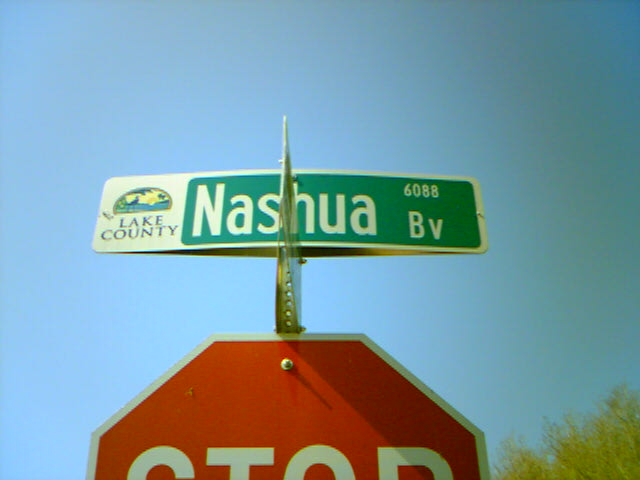 LAKE
COUNTY
Nashua
6088
Bv
STOP